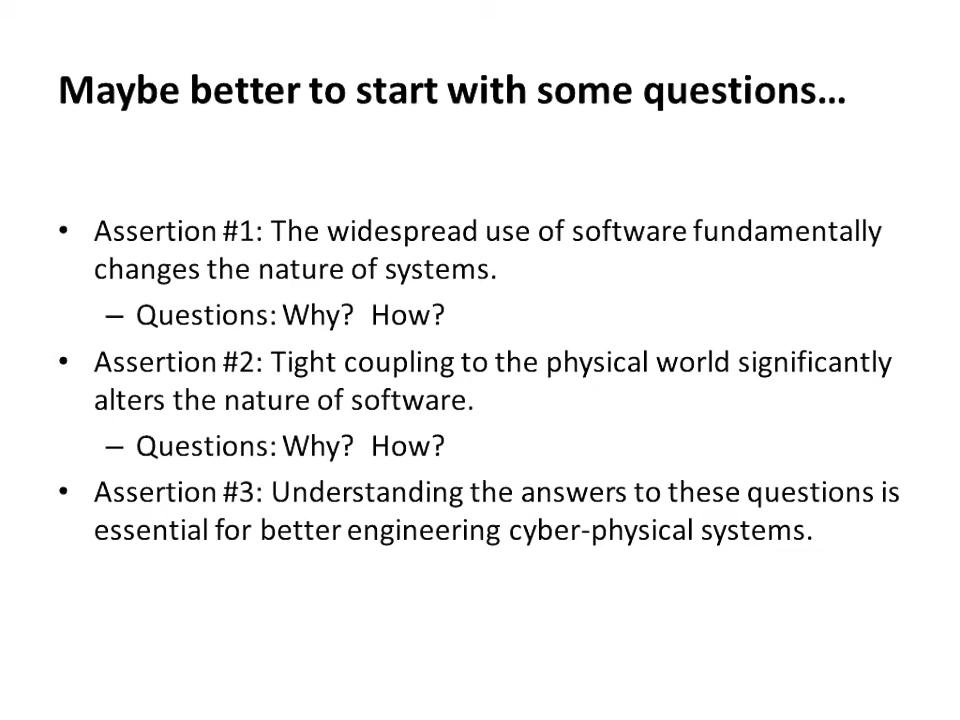 Maybe better to start with some questions…
• Assertion #1: The widespread use of software fundamentally
changes the nature of systems.
– Questions: Why? How?
• Assertion #2: Tight coupling to the physical world significantly
alters the nature of software.
– Questions: Why? How?
• Assertion #3: Understanding the answers to these questions is
essential for better engineering cyber-physical systems.